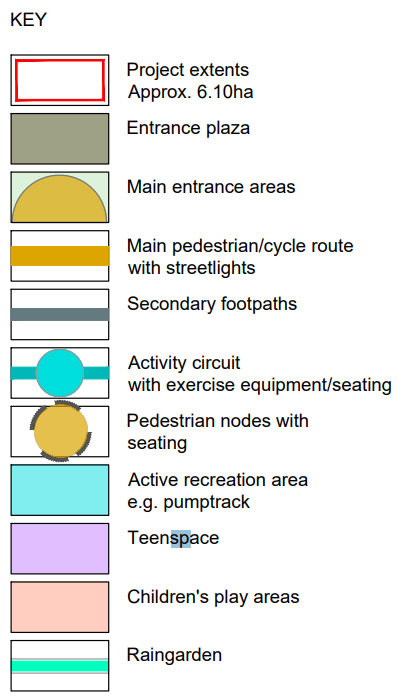 KEY
Project extents
Approx. 6.10ha
Entrance plaza
Main entrance areas
Main pedestrian/cycle route
with streetlights
Secondary footpaths
Activity circuit
with exercise equipment/seating
Pedestrian nodes with
seating
Active recreation area
e.g. pumptrack
Teenspace
Children's play areas
Raingarden